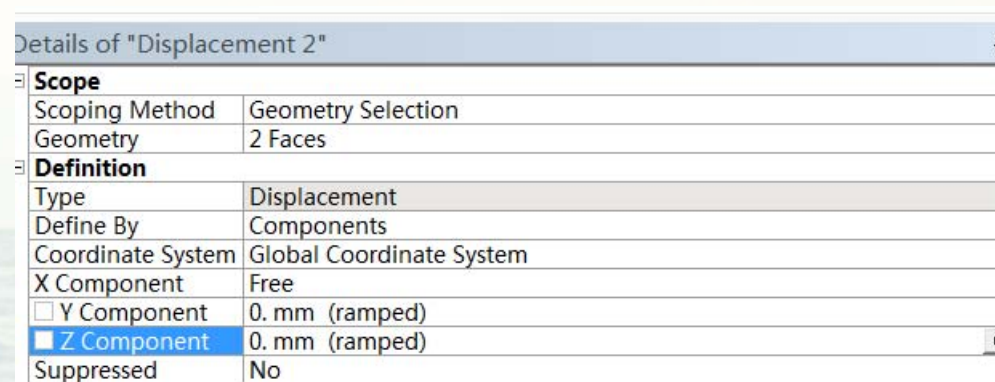 Details of "Displacement 2"
Scope
Scoping Method Geometry Selection
Geometry 2 Faces
Definition
Type Displacement
Define By Components
Coordinate System Global Coordinate System
X Component Free
Y Component 0. mm (ramped)
Z Component 0. mm (ramped)
Suppressed No